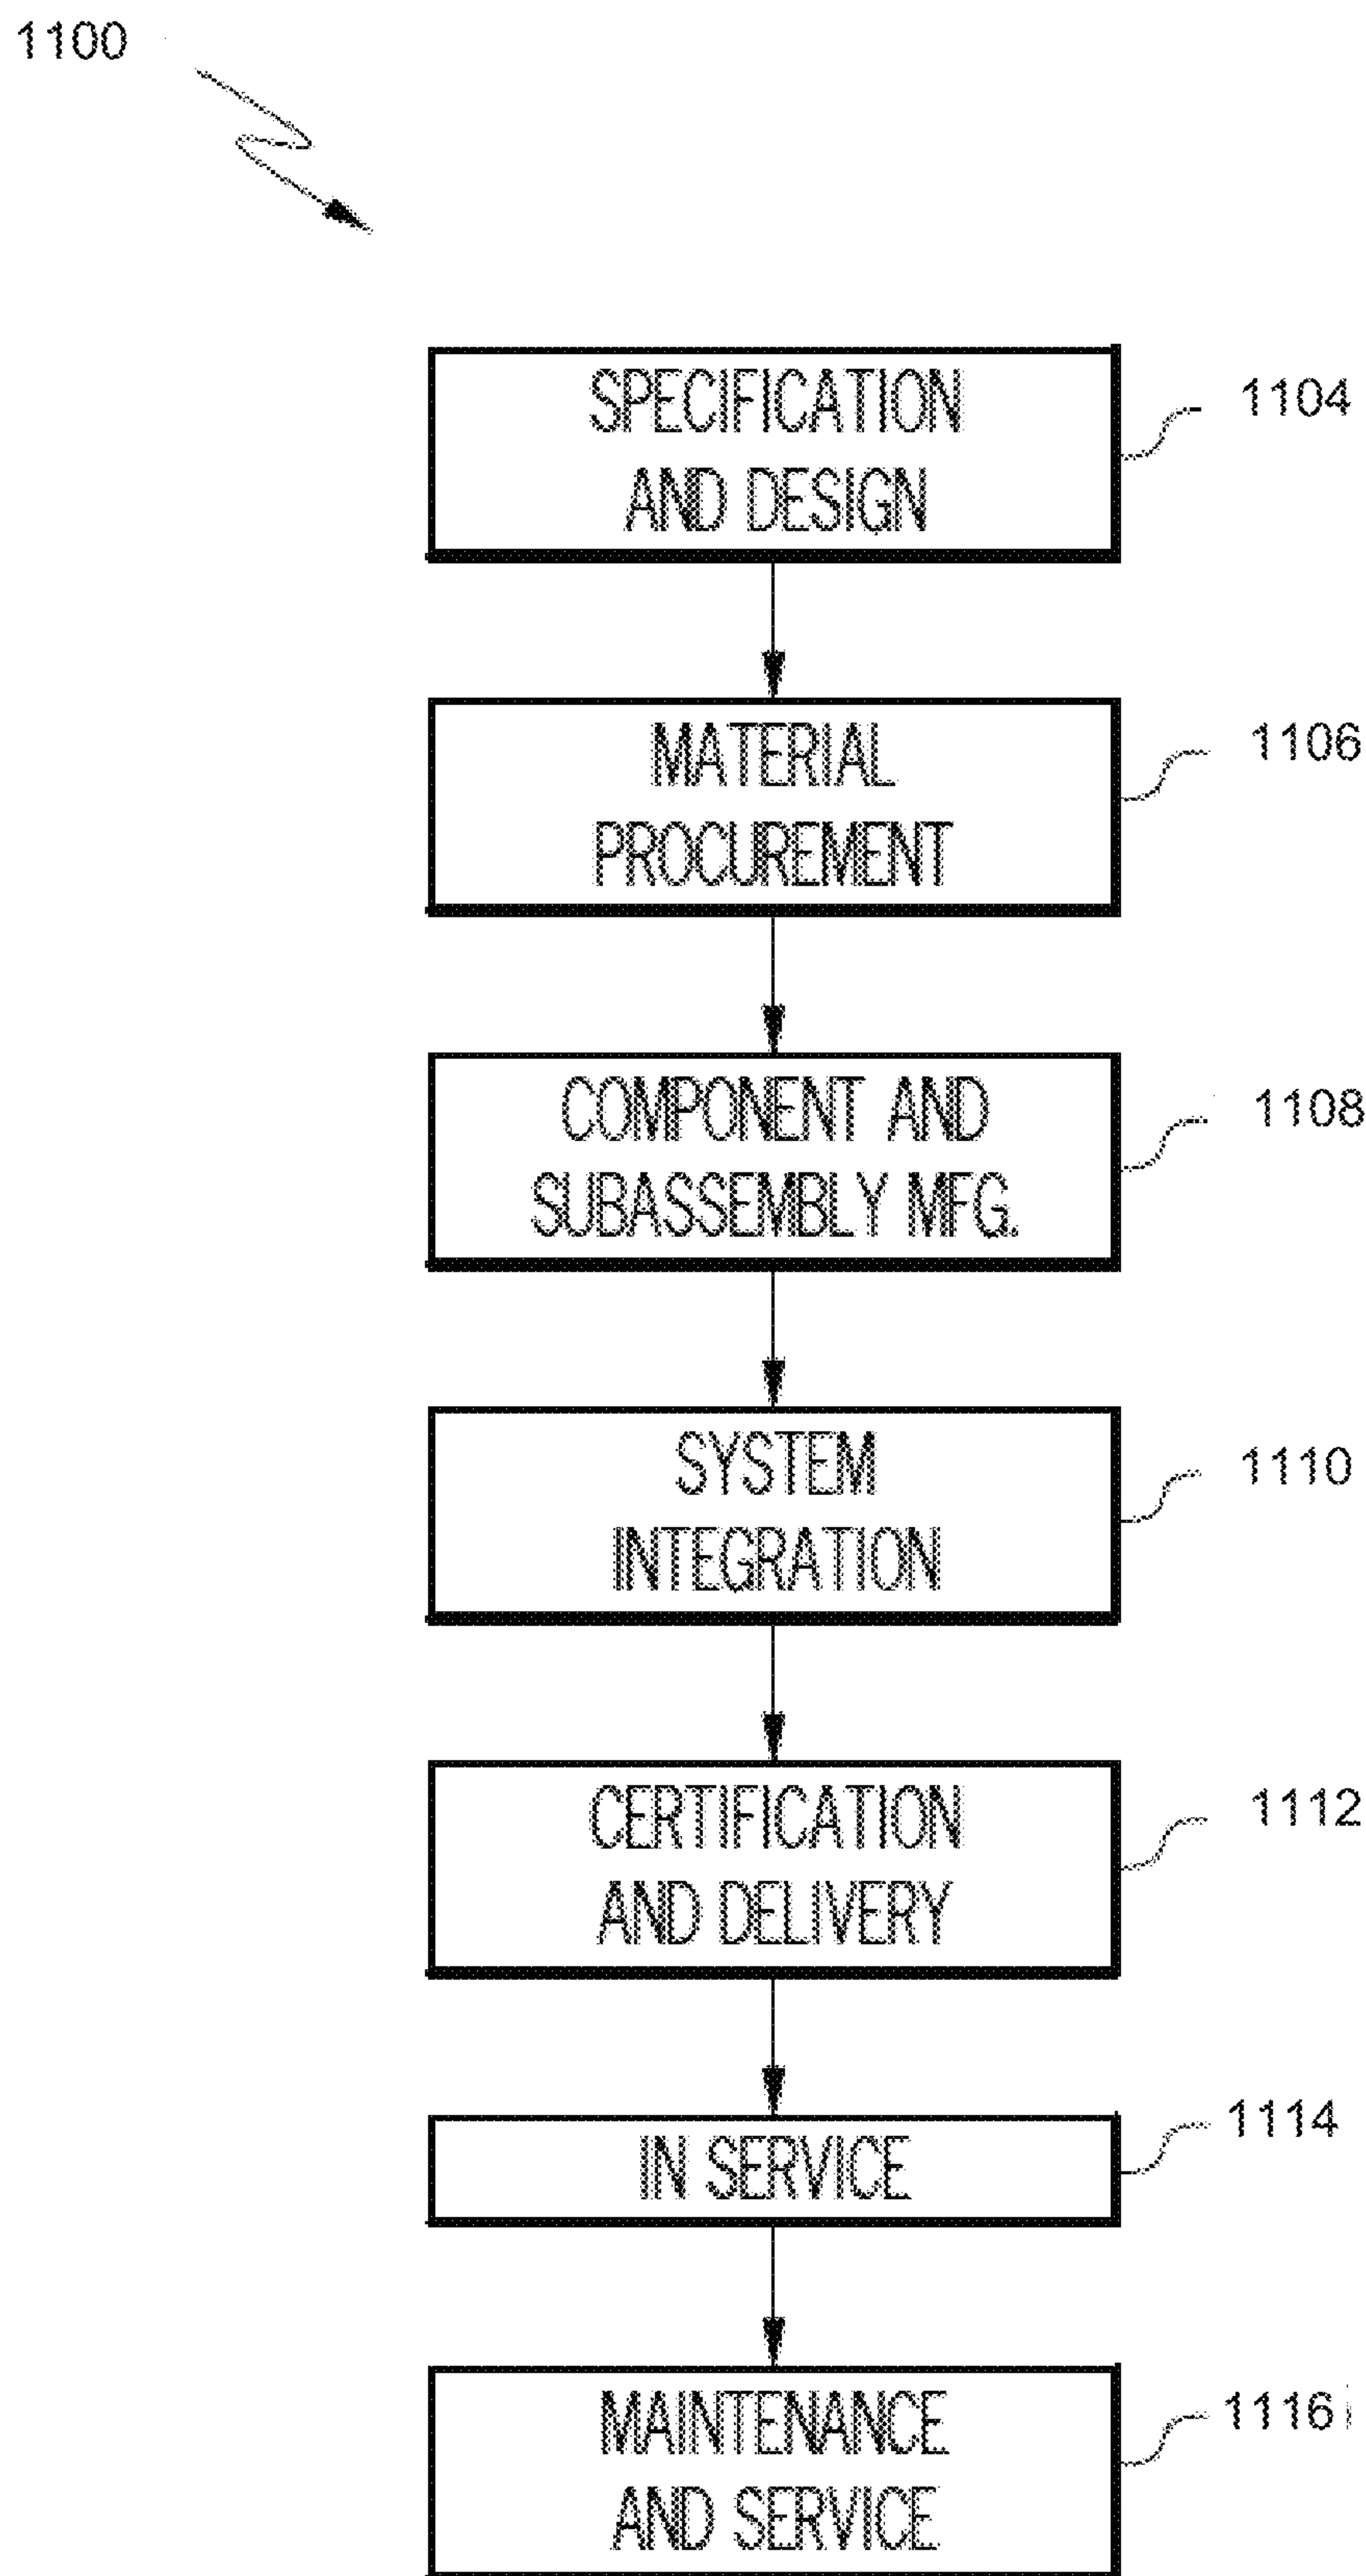 1100
SPECIFICATION
AND DESIGN
1104
MATERIAL
PROCUREMENT
1106
COMPONENT AND
SUBASSEMBLY MFG.
1108
SYSTEM
INTEGRATION
1110
CERTIFICATION
AND DELIVERY
1112
IN SERVICE
1114
MAINTENANCE
AND SERVICE
1116